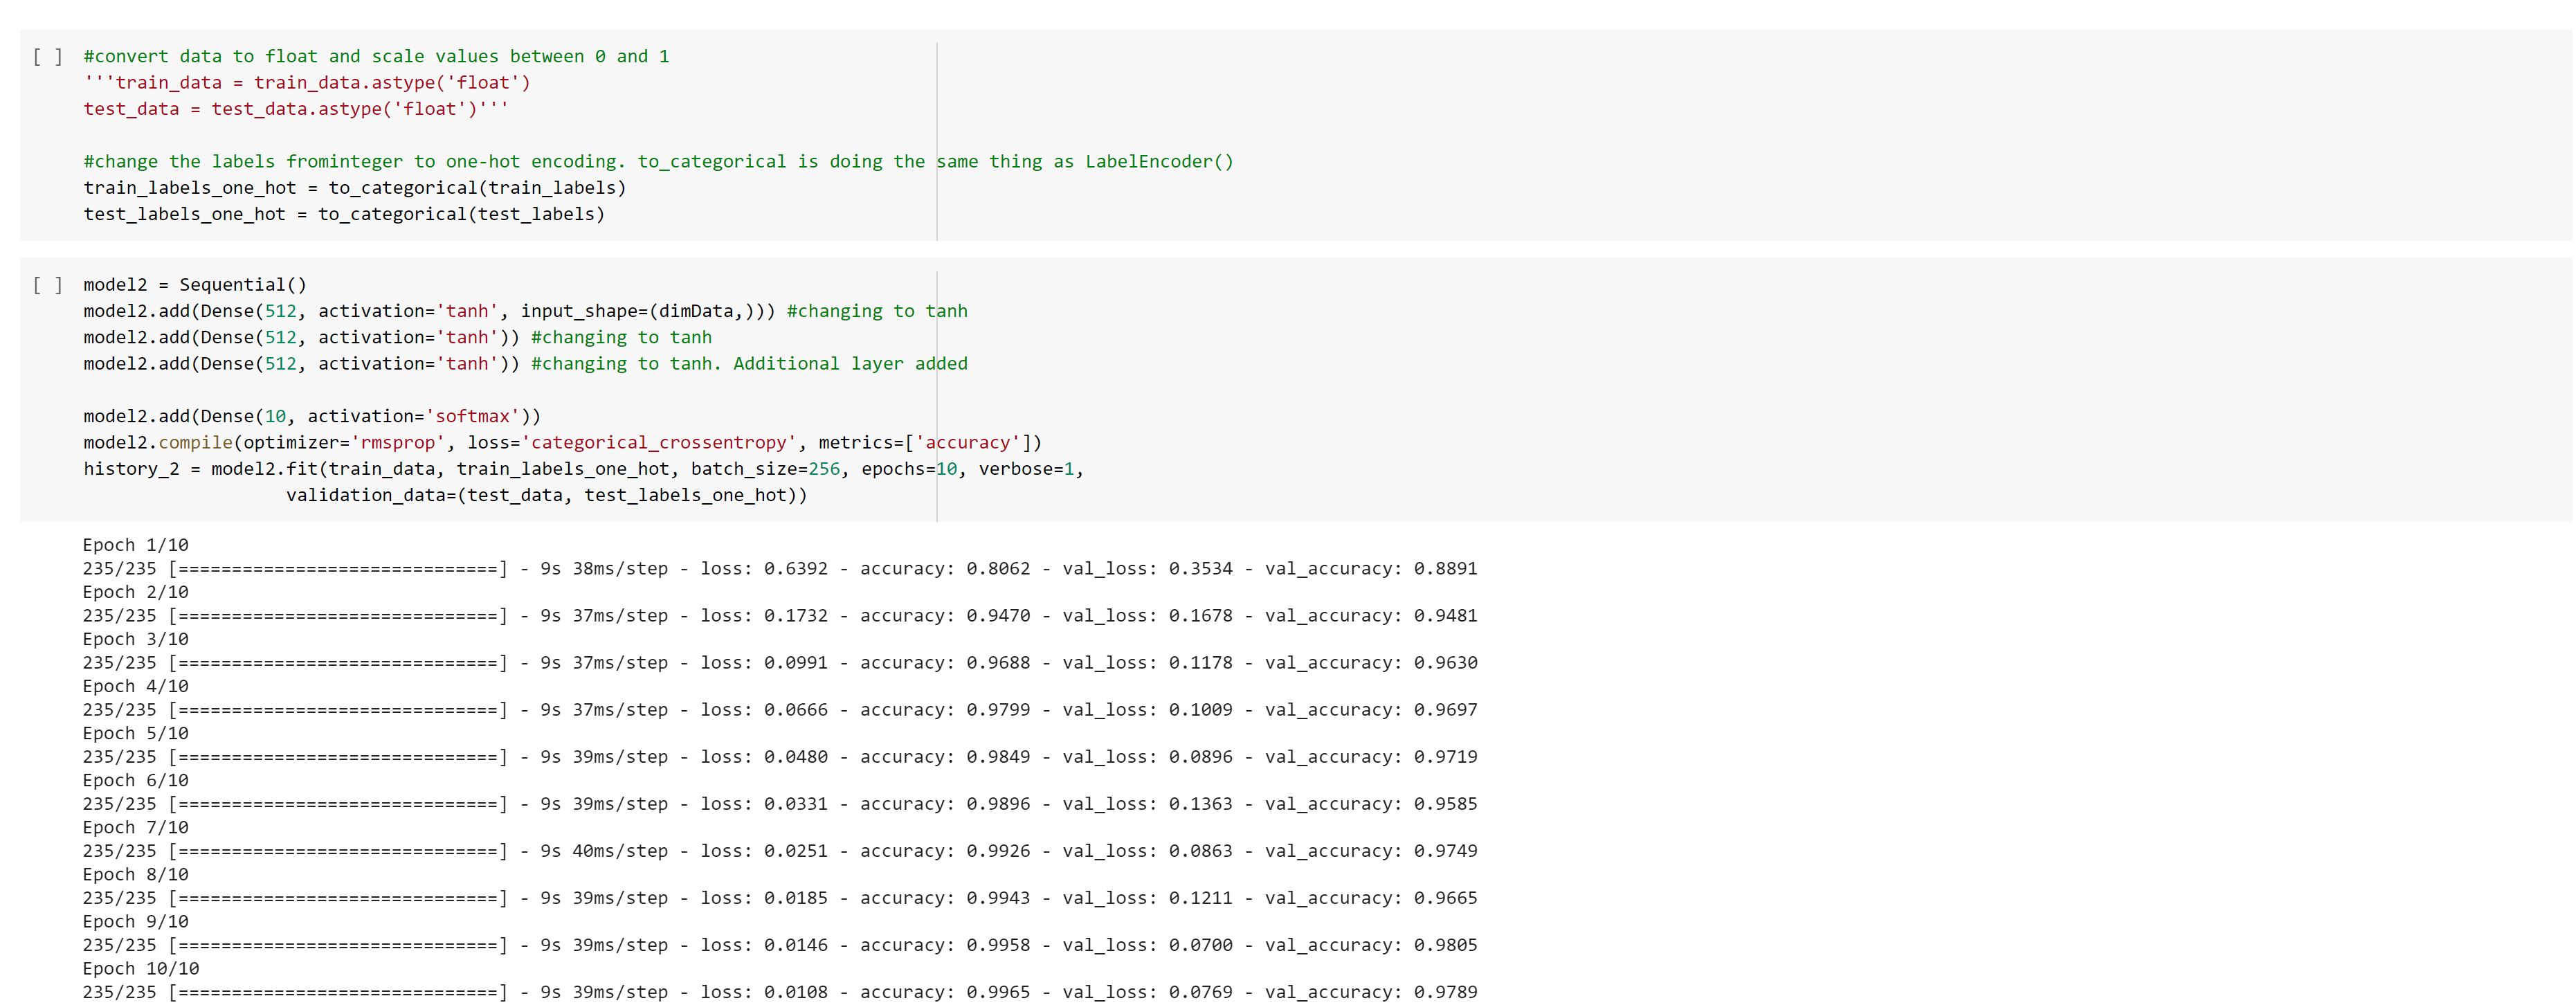 [ ] #convert data to float and scale values between 0 and 1
'''train_data = train_data.astype('float')
test_data = test_data.astype('float')'''
#change the labels frominteger to one-hot encoding. to_categorical is doing the same thing as LabelEncoder()
train_labels_one_hot = to_categorical(train_labels)
test_labels_one_hot = to_categorical(test_labels)
[ ] model2 = Sequential()
model2.add(Dense(512, activation='tanh', input_shape=(dimData,))) #changing to tanh
model2.add(Dense(512, activation='tanh')) #changing to tanh
model2.add(Dense(512, activation='tanh')) #changing to tanh. Additional layer added
model2.add(Dense(10, activation='softmax'))
model2.compile(optimizer='rmsprop', loss='categorical_crossentropy', metrics=['accuracy'])
history_2 = model2.fit(train_data, train_labels_one_hot, batch_size=256, epochs=10, verbose=1,
validation_data=(test_data, test_labels_one_hot))
Epoch 1/10
235/235 [==============================] - 9s 38ms/step - loss: 0.6392 - accuracy: 0.8062 - val_loss: 0.3534 - val_accuracy: 0.8891
Epoch 2/10
235/235 [==============================] - 9s 37ms/step - loss: 0.1732 - accuracy: 0.9470 - val_loss: 0.1678 - val_accuracy: 0.9481
Epoch 3/10
235/235 [==============================] - 9s 37ms/step - loss: 0.0991 - accuracy: 0.9688 - val_loss: 0.1178 - val_accuracy: 0.9630
Epoch 4/10
235/235 [==============================] - 9s 37ms/step - loss: 0.0666 - accuracy: 0.9799 - val_loss: 0.1009 - val_accuracy: 0.9697
Epoch 5/10
235/235 [==============================] - 9s 39ms/step - loss: 0.0480 - accuracy: 0.9849 - val_loss: 0.0896 - val_accuracy: 0.9719
Epoch 6/10
235/235 [==============================] - 9s 39ms/step - loss: 0.0331 - accuracy: 0.9896 - val_loss: 0.1363 - val_accuracy: 0.9585
Epoch 7/10
235/235 [==============================] - 9s 40ms/step - loss: 0.0251 - accuracy: 0.9926 - val_loss: 0.0863 - val_accuracy: 0.9749
Epoch 8/10
235/235 [==============================] - 9s 39ms/step - loss: 0.0185 - accuracy: 0.9943 - val_loss: 0.1211 - val_accuracy: 0.9665
Epoch 9/10
235/235 [==============================] - 9s 39ms/step - loss: 0.0146 - accuracy: 0.9958 - val_loss: 0.0700 - val_accuracy: 0.9805
Epoch 10/10
235/235 [==============================] - 9s 39ms/step - loss: 0.0108 - accuracy: 0.9965 - val_loss: 0.0769 - val_accuracy: 0.9789